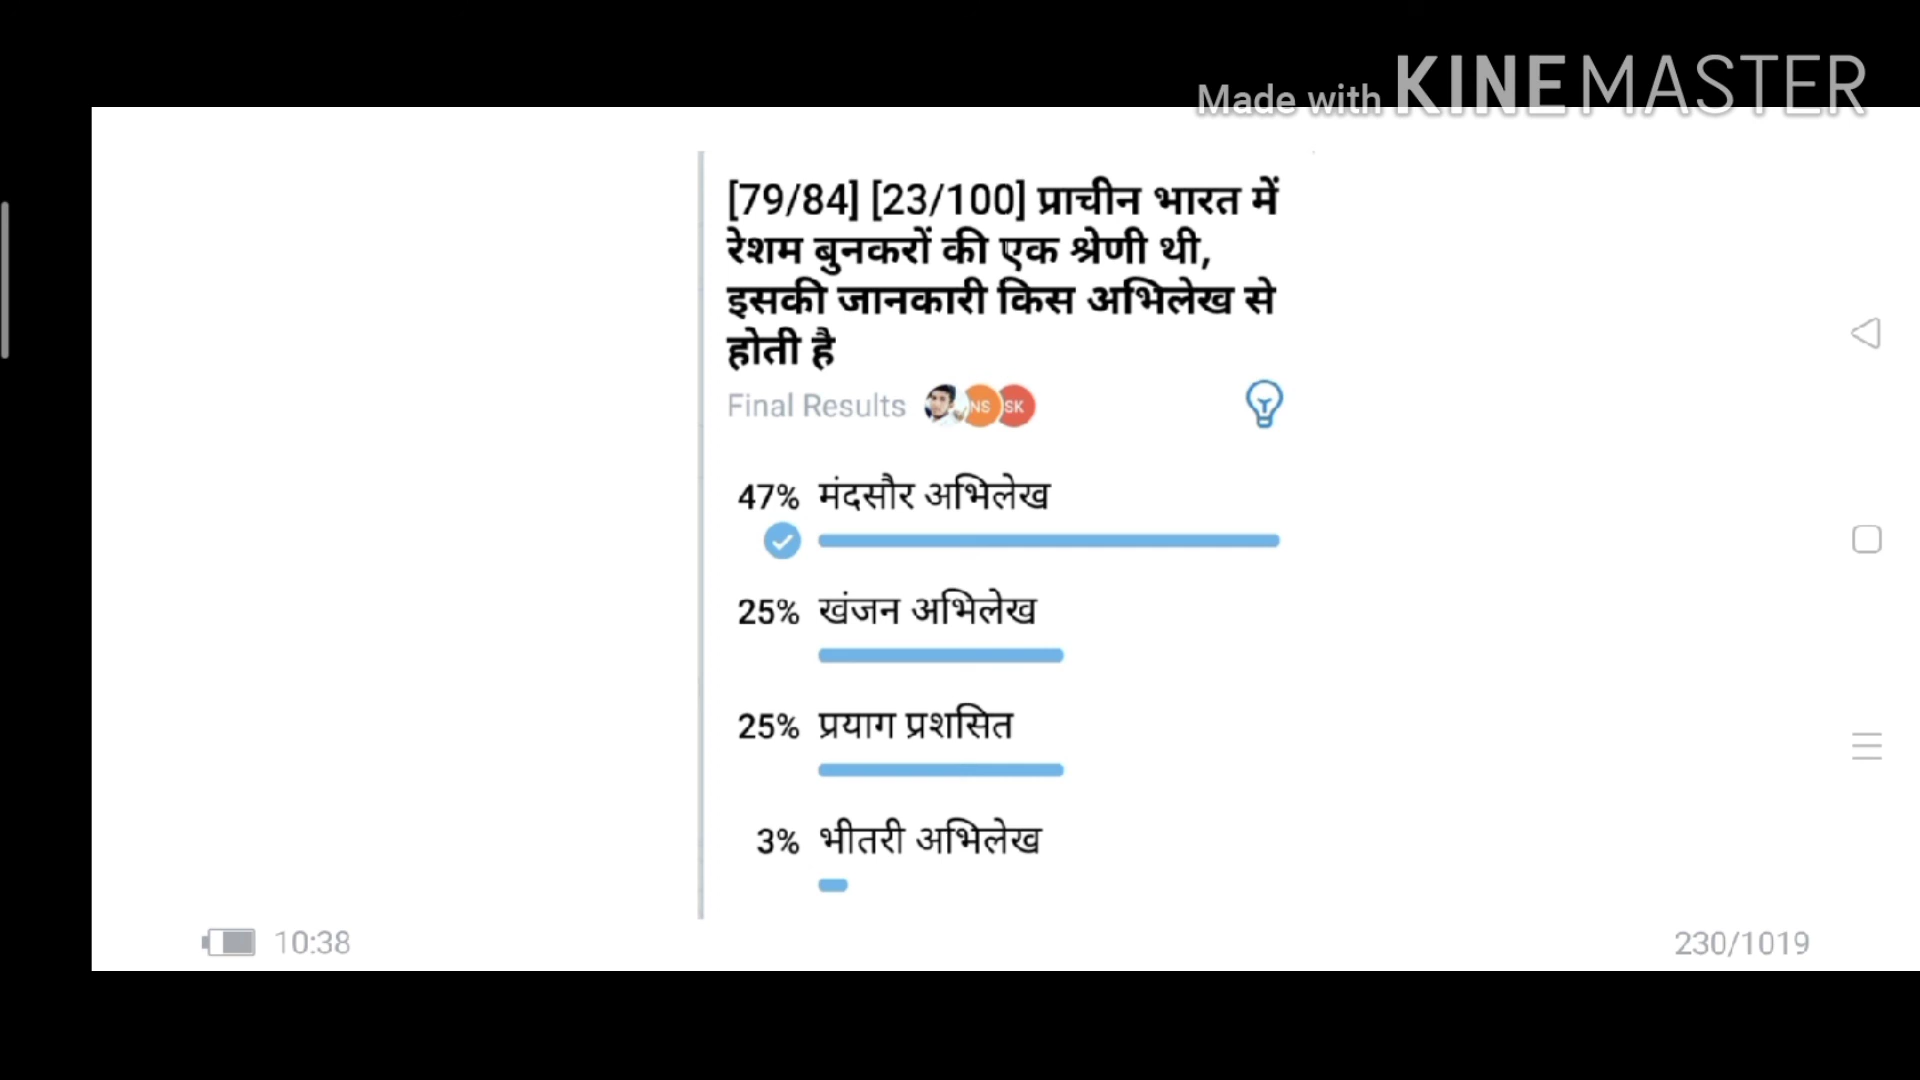 Made with KINEMASTER
[79/84] [23/100] प्राचीन भारत में
रेशम बुनकरों की एक श्रेणी थी,
इसकी जानकारी किस अभिलेख से
होती है
Final Results NS SK
47% मंदसौर अभिलेख
25% खंजन अभिलेख
25% प्रयाग प्रशसित
3% भीतरी अभिलेख
10:38 230/1019